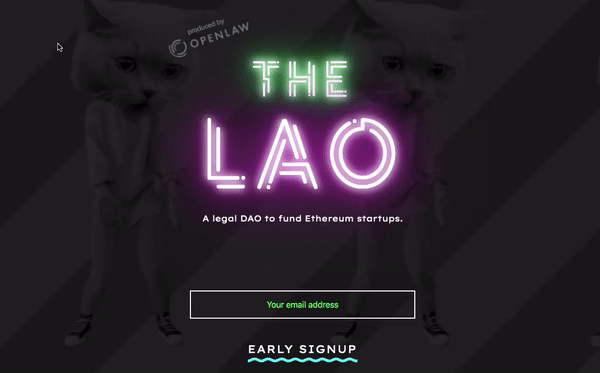 produced by
OPENLAW
THE
LAO
A legal DAO to fund Ethereum startups.
Your email address
EARLY SIGNUP